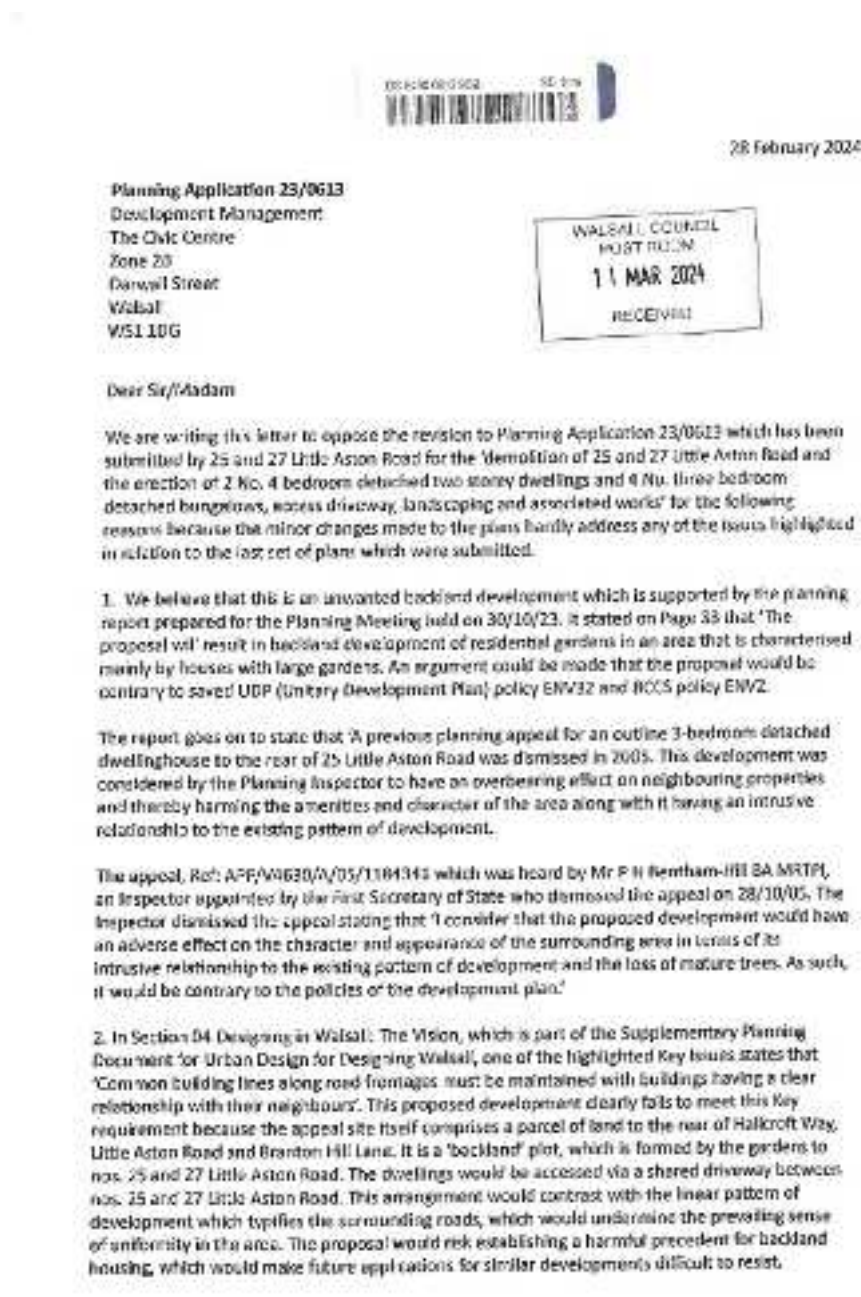 28 February 2024
Planning Application 23/0613
Development Management
The Civic Centre
Zone 2B
Darwall Street
Walsall
WS1 1DG
WALSALL COUNCIL
POST ROOM
11 MAR 2024
RECEIVED
Dear Sir/Madam
We are writing this letter to oppose the revision to Planning Application 23/0613 which has been
submitted by 25 and 27 Little Aston Road for the 'demolition of 25 and 27 Little Aston Road and
the erection of 2 No. 4 bedroom detached two storey dwellings and 4 No. three bedroom
detached bungalows, access driveway, landscaping and associated works' for the following
reasons because the minor changes made to the plans hardly address any of the issues highlighted
in relation to the last set of plans which were submitted.
1. We believe that this is an unwanted backland development which is supported by the planning
report prepared for the Planning Meeting held on 30/10/23. It stated on Page 33 that 'The
proposal will result in backland development of residential gardens in an area that is characterised
mainly by houses with large gardens. An argument could be made that the proposal would be
contrary to saved UDP (Unitary Development Plan) policy ENV32 and BCCS policy ENV2.
The report goes on to state that 'A previous planning appeal for an outline 3-bedroom detached
dwellinghouse to the rear of 25 Little Aston Road was dismissed in 2005. This development was
considered by the Planning Inspector to have an overbearing effect on neighbouring properties
and thereby harming the amenities and character of the area along with it having an intrusive
relationship to the existing pattern of development.
The appeal, Ref: APP/V4630/A/05/1184341 which was heard by Mr P N Bentham-Hill BA MRTPI,
an Inspector appointed by the First Secretary of State who dismissed the appeal on 28/10/05. The
Inspector dismissed the appeal stating that 'I consider that the proposed development would have
an adverse effect on the character and appearance of the surrounding area in terms of its
intrusive relationship to the existing pattern of development and the loss of mature trees. As such,
it would be contrary to the policies of the development plan.'
2. In Section 04 Designing in Walsall: The Vision, which is part of the Supplementary Planning
Document for Urban Design for Designing Walsall, one of the highlighted Key Issues states that
'Common building lines along road frontages must be maintained with buildings having a clear
relationship with their neighbours'. This proposed development clearly fails to meet this Key
requirement because the appeal site itself comprises a parcel of land to the rear of Hallcroft Way,
Little Aston Road and Branton Hill Lane. It is a 'backland' plot, which is formed by the gardens to
nos. 25 and 27 Little Aston Road. The dwellings would be accessed via a shared driveway between
nos. 25 and 27 Little Aston Road. This arrangement would contrast with the linear pattern of
development which typifies the surrounding roads, which would undermine the prevailing sense
of uniformity in the area. The proposal would risk establishing a harmful precedent for backland
housing, which would make future applications for similar developments difficult to resist.